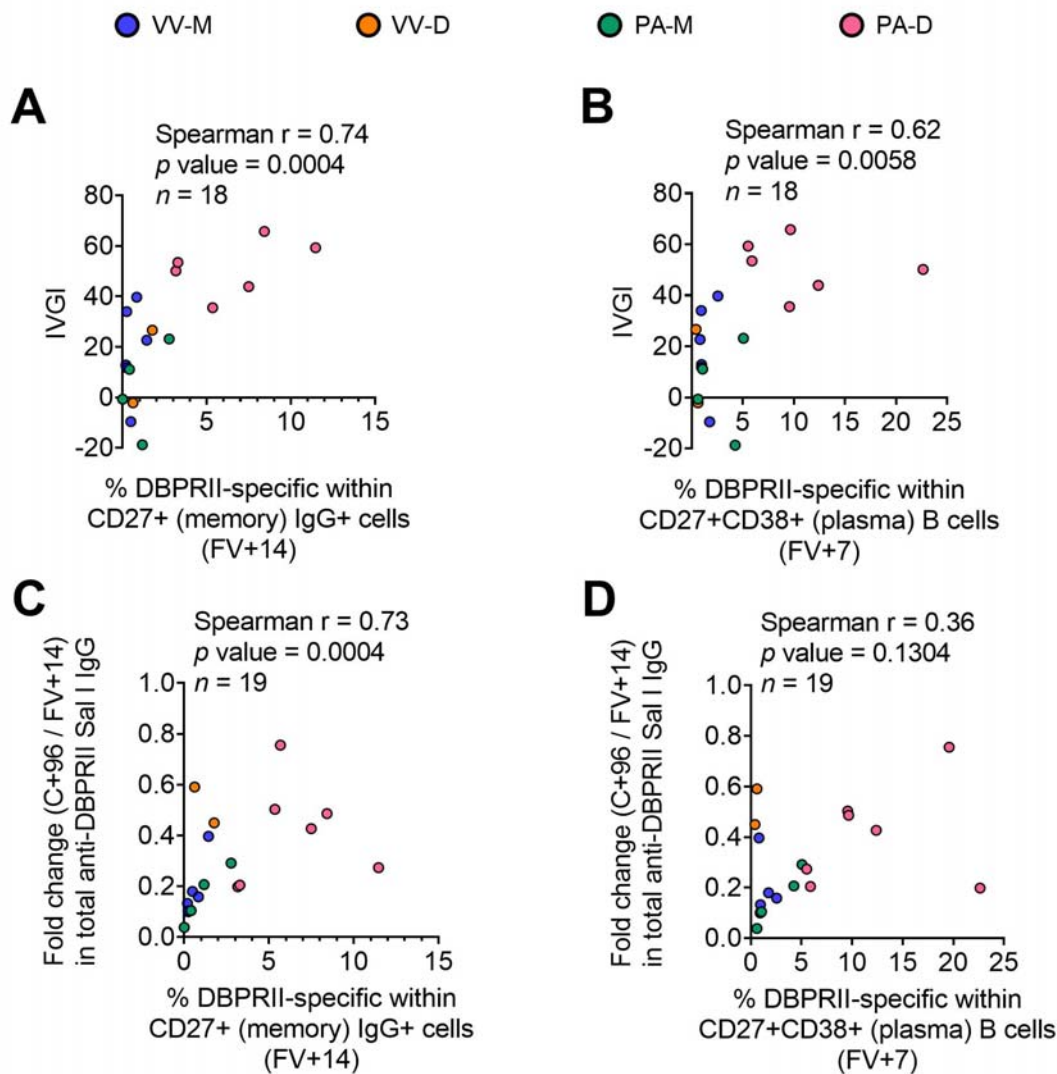 VV-M VV-D PA-M PA-D
A
Spearman r = 0.74
p value = 0.0004
n = 18
80
60
40
20
0
-20
IVGI
5 10 15
% DBPRII-specific within
CD27+ (memory) IgG+ cells
(FV+14)
B
Spearman r = 0.62
p value = 0.0058
n = 18
80
60
40
20
0
-20
IVGI
5 10 15 20 25
% DBPRII-specific within
CD27+CD38+ (plasma) B cells
(FV+7)
C
Spearman r = 0.73
p value = 0.0004
n = 19
Fold change (C+96 / FV+14)
in total anti-DBPRII Sal I IgG
1.0
0.8
0.6
0.4
0.2
0.0
0 5 10 15
% DBPRII-specific within
CD27+ (memory) IgG+ cells
(FV+14)
D
Spearman r = 0.36
p value = 0.1304
n = 19
Fold change (C+96 / FV+14)
in total anti-DBPRII Sal I IgG
1.0
0.8
0.6
0.4
0.2
0.0
0 5 10 15 20 25
% DBPRII-specific within
CD27+CD38+ (plasma) B cells
(FV+7)